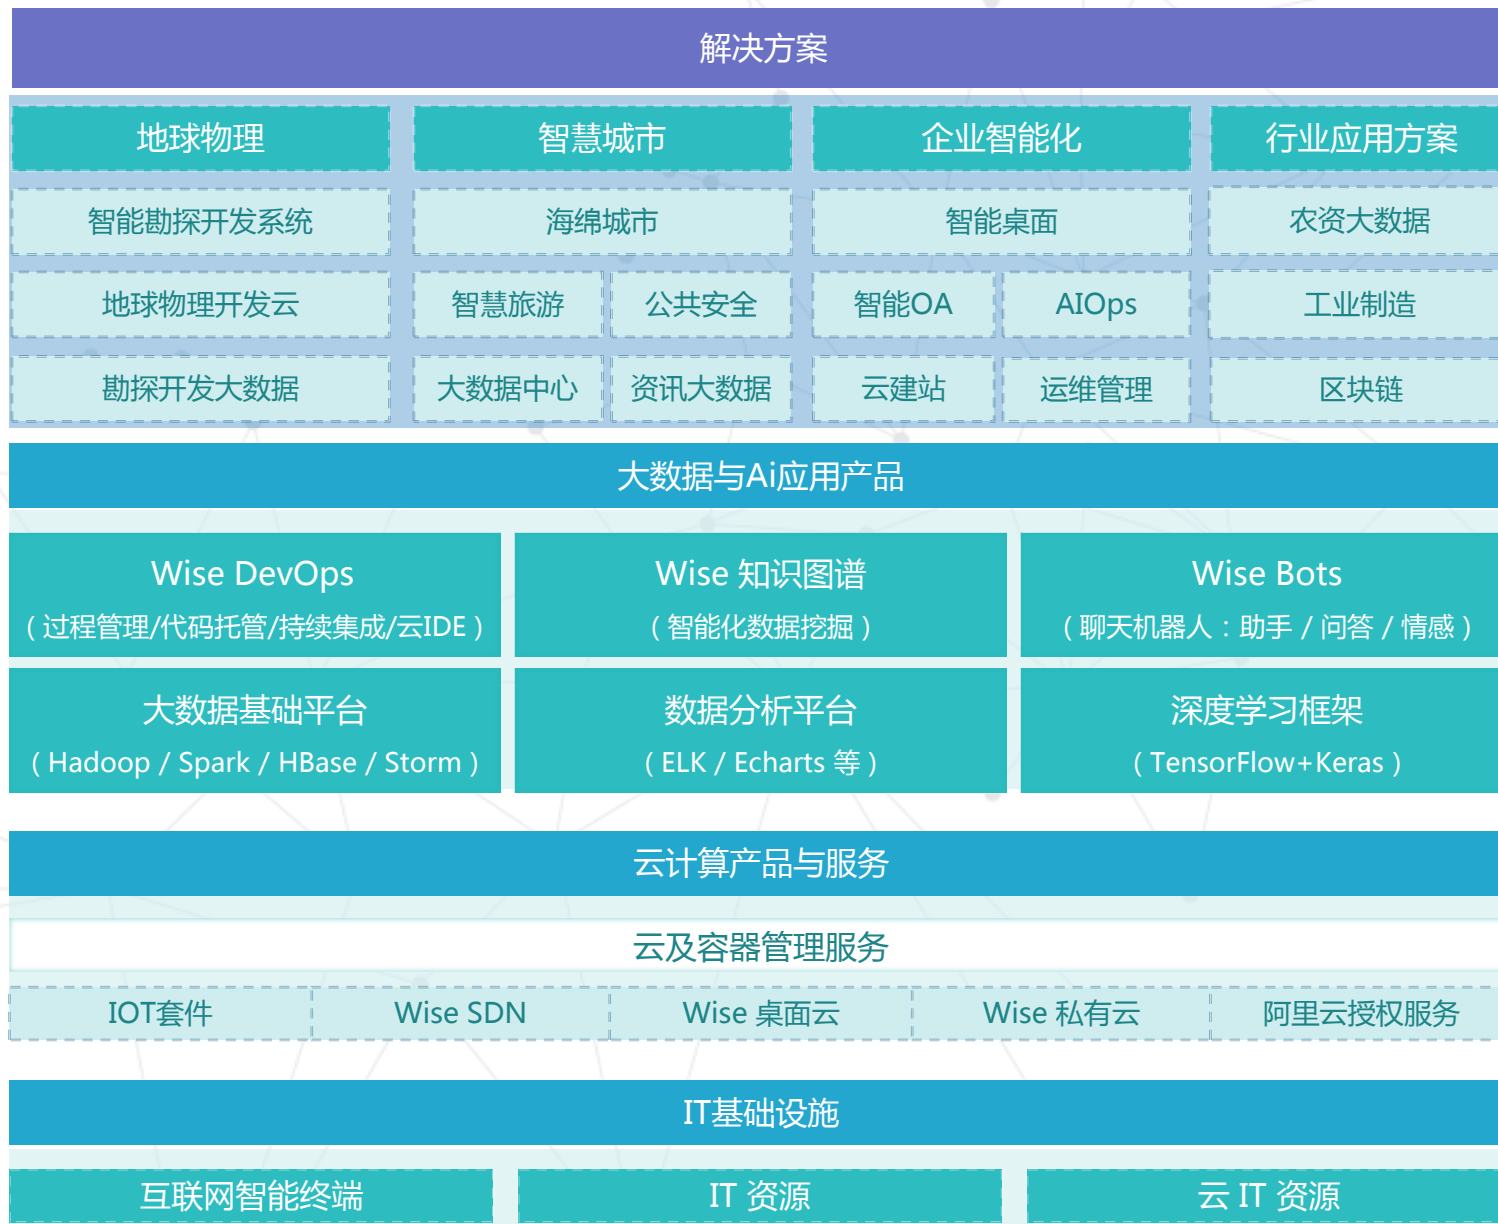 解决方案
地球物理 智慧城市 企业智能化 行业应用方案
智能勘探开发系统 海绵城市 智能桌面 农资大数据
地球物理开发云 智慧旅游 公共安全 智能OA AIOps 工业制造
勘探开发大数据 大数据中心 资讯大数据 云建站 运维管理 区块链
大数据与Ai应用产品
Wise DevOps Wise 知识图谱 Wise Bots
（过程管理/代码托管/持续集成/云IDE） （智能化数据挖掘） （聊天机器人：助手 / 问答 / 情感）
大数据基础平台 数据分析平台 深度学习框架
（Hadoop / Spark / HBase / Storm） （ELK / Echarts 等） （TensorFlow+Keras）
云计算产品与服务
云及容器管理服务
IOT套件 Wise SDN Wise 桌面云 Wise 私有云 阿里云授权服务
IT基础设施
互联网智能终端 IT 资源 云 IT 资源